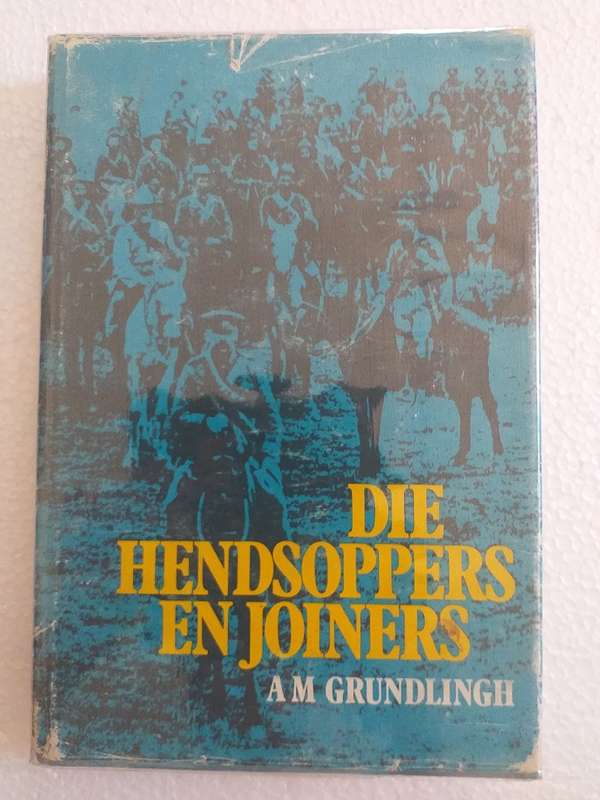 DIE
HENDSOPPERS
EN JOINERS
A M GRUNDLINGH